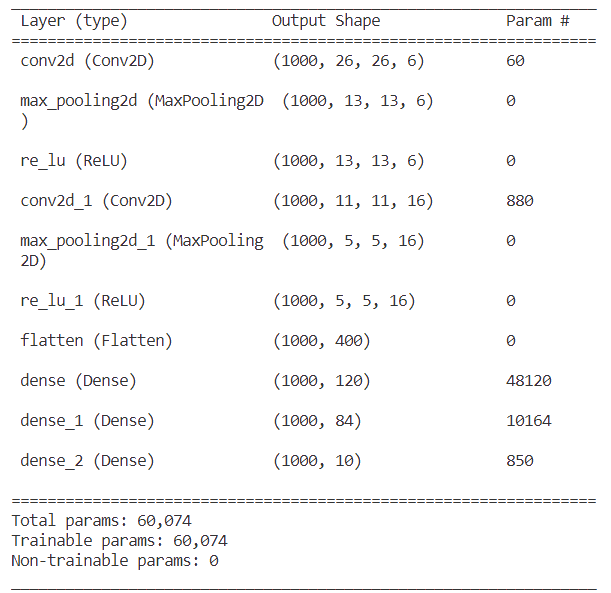 Layer (type) Output Shape Param #
=================================================================
conv2d (Conv2D) (1000, 26, 26, 6) 60
max_pooling2d (MaxPooling2D (1000, 13, 13, 6) 0
)
re_lu (ReLU) (1000, 13, 13, 6) 0
conv2d_1 (Conv2D) (1000, 11, 11, 16) 880
max_pooling2d_1 (MaxPooling (1000, 5, 5, 16) 0
2D)
re_lu_1 (ReLU) (1000, 5, 5, 16) 0
flatten (Flatten) (1000, 400) 0
dense (Dense) (1000, 120) 48120
dense_1 (Dense) (1000, 84) 10164
dense_2 (Dense) (1000, 10) 850
=================================================================
Total params: 60,074
Trainable params: 60,074
Non-trainable params: 0